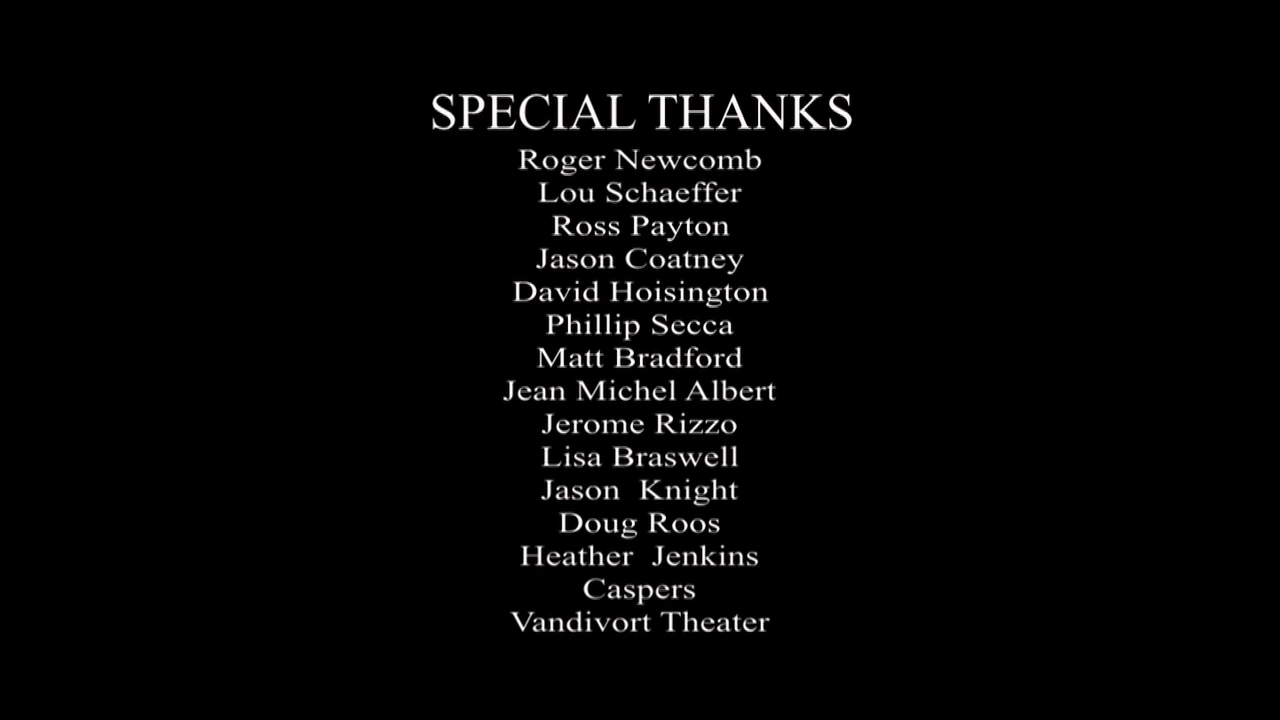 SPECIAL THANKS
Roger Newcomb
Lou Schaeffer
Ross Payton
Jason Coatney
David Hoisington
Phillip Secca
Matt Bradford
Jean Michel Albert
Jerome Rizzo
Lisa Braswell
Jason  Knight
Doug Roos
Heather  Jenkins
Caspers
Vandivort Theater